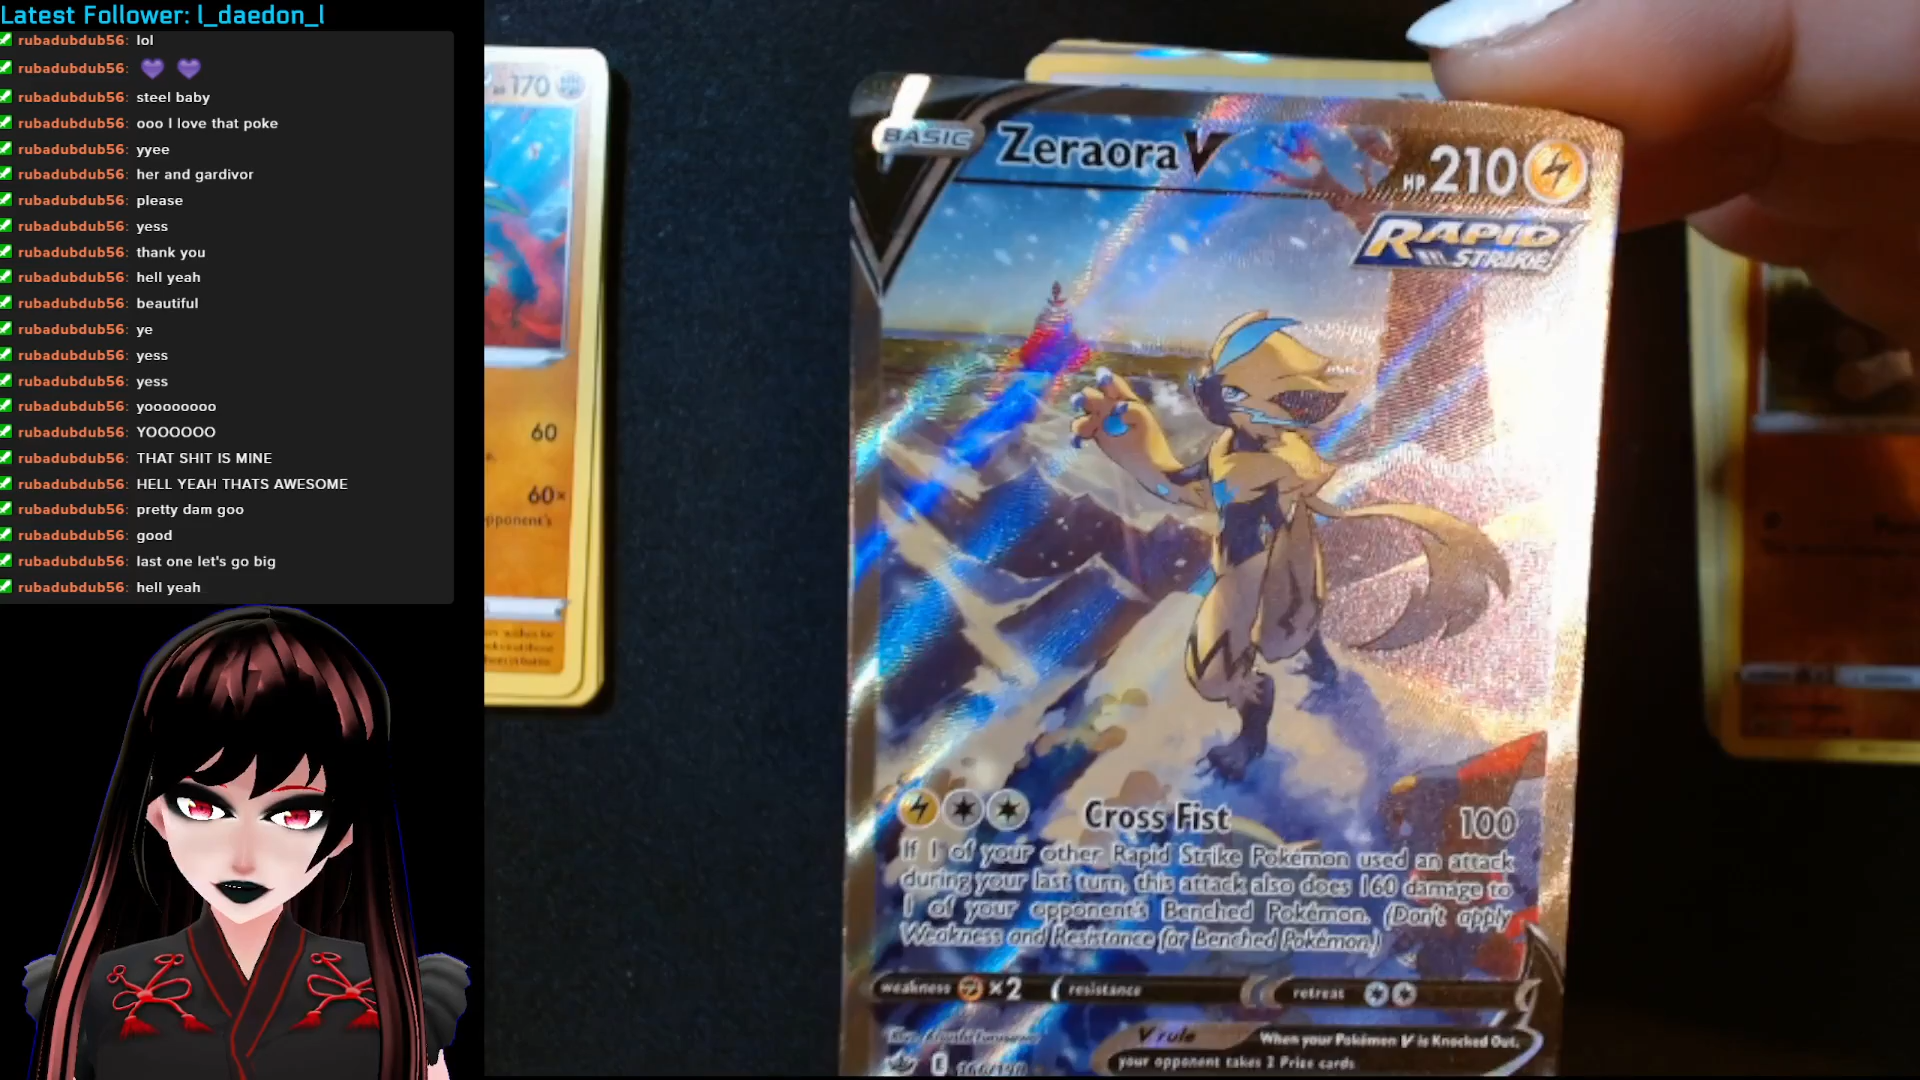 Latest Follower: l_daedon_l
rubadubdub56: lol
rubadubdub56: 💜 💜
rubadubdub56: steel baby
rubadubdub56: ooo I love that poke
rubadubdub56: yyee
rubadubdub56: her and gardivor
rubadubdub56: please
rubadubdub56: yess
rubadubdub56: thank you
rubadubdub56: hell yeah
rubadubdub56: beautiful
rubadubdub56: ye
rubadubdub56: yess
rubadubdub56: yess
rubadubdub56: yoooooooo
rubadubdub56: YOOOOOO
rubadubdub56: THAT SHIT IS MINE
rubadubdub56: HELL YEAH THATS AWESOME
rubadubdub56: pretty dam goo
rubadubdub56: good
rubadubdub56: last one let's go big
rubadubdub56: hell yeah
170
60
60×
opponent's
BASIC Zeraora V HP 210
RAPID
STRIKE
Cross Fist 100
If 1 of your other Rapid Strike Pokémon used an attack
during your last turn, this attack also does 160 damage to
1 of your opponent's Benched Pokémon. (Don't apply
Weakness and Resistance for Benched Pokémon.)
weakness ×2 resistance retreat
V rule When your Pokémon V is Knocked Out,
your opponent takes 2 Prize cards.